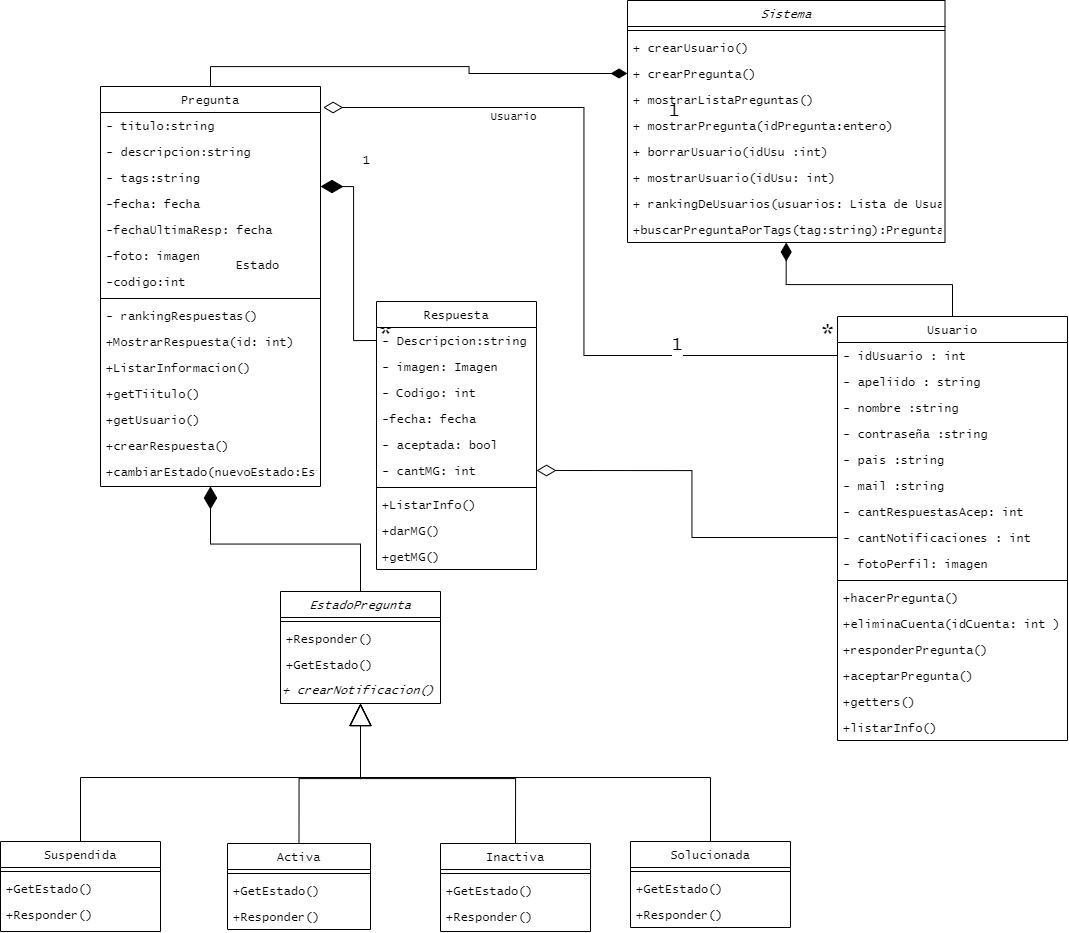 Sistema
+ crearUsuario()
+ crearPregunta()
+ mostrarListaPreguntas()
1
+ mostrarPregunta(idPregunta:entero)
+ borrarUsuario(idUsu :int)
+ mostrarUsuario(idUsu: int)
+ rankingDeUsuarios(usuarios: Lista de Usua
+buscarPreguntaPorTags(tag:string):Pregunta
Pregunta
- titulo:string
- descripcion:string
- tags:string
-fecha: fecha
-fechaUltimaResp: fecha
-foto: imagen
-codigo:int
- rankingRespuestas()
+MostrarRespuesta(id: int)
+ListarInformacion()
+getTiitulo()
+getUsuario()
+crearRespuesta()
+cambiarEstado(nuevoEstado:Es
Usuario
1
Estado
*
Respuesta
- Descripcion:string
- imagen: Imagen
- Codigo: int
-fecha: fecha
- aceptada: bool
- cantMG: int
+ListarInfo()
+darMG()
+getMG()
1
*
Usuario
- idUsuario : int
- apeliido : string
- nombre :string
- contraseña :string
- pais :string
- mail :string
- cantRespuestasAcep: int
- cantNotificaciones : int
- fotoPerfil: imagen
+hacerPregunta()
+eliminaCuenta(idCuenta: int )
+responderPregunta()
+aceptarPregunta()
+getters()
+listarInfo()
EstadoPregunta
+Responder()
+GetEstado()
+ crearNotificacion()
Suspendida
+GetEstado()
+Responder()
Activa
+GetEstado()
+Responder()
Inactiva
+GetEstado()
+Responder()
Solucionada
+GetEstado()
+Responder()